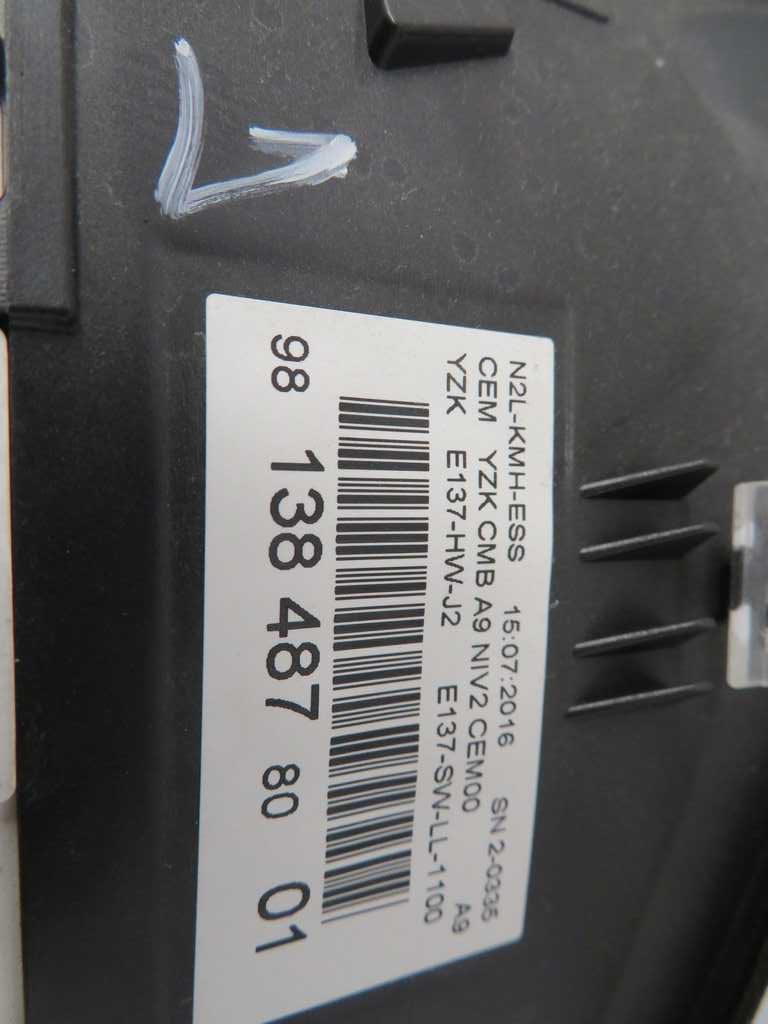 N2L-KMH-ESS 15:07:2016 SN 2-0335
CEM YZK CMB A9 NIV2 CEM00 A9
YZK E137-HW-J2 E137-SW-LL-1100
98 138 487 80 01